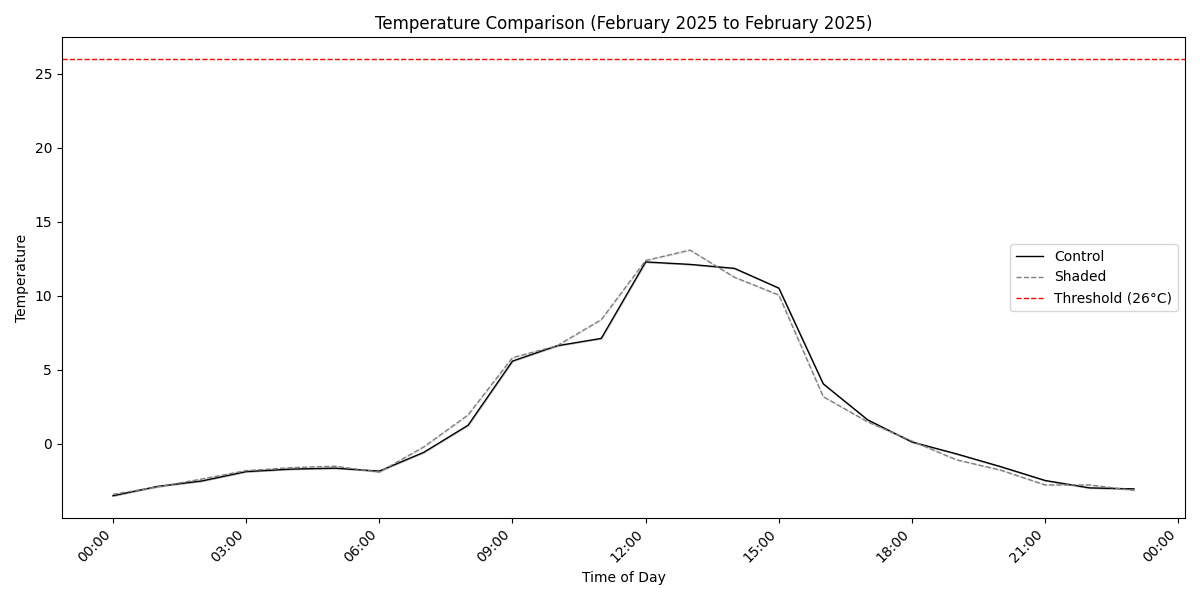 Temperature Comparison (February 2025 to February 2025)
25
20
15
10
5
0
Temperature
Control
Shaded
Threshold (26°C)
00:00
03:00
06:00
09:00
12:00
15:00
18:00
21:00
00:00
Time of Day